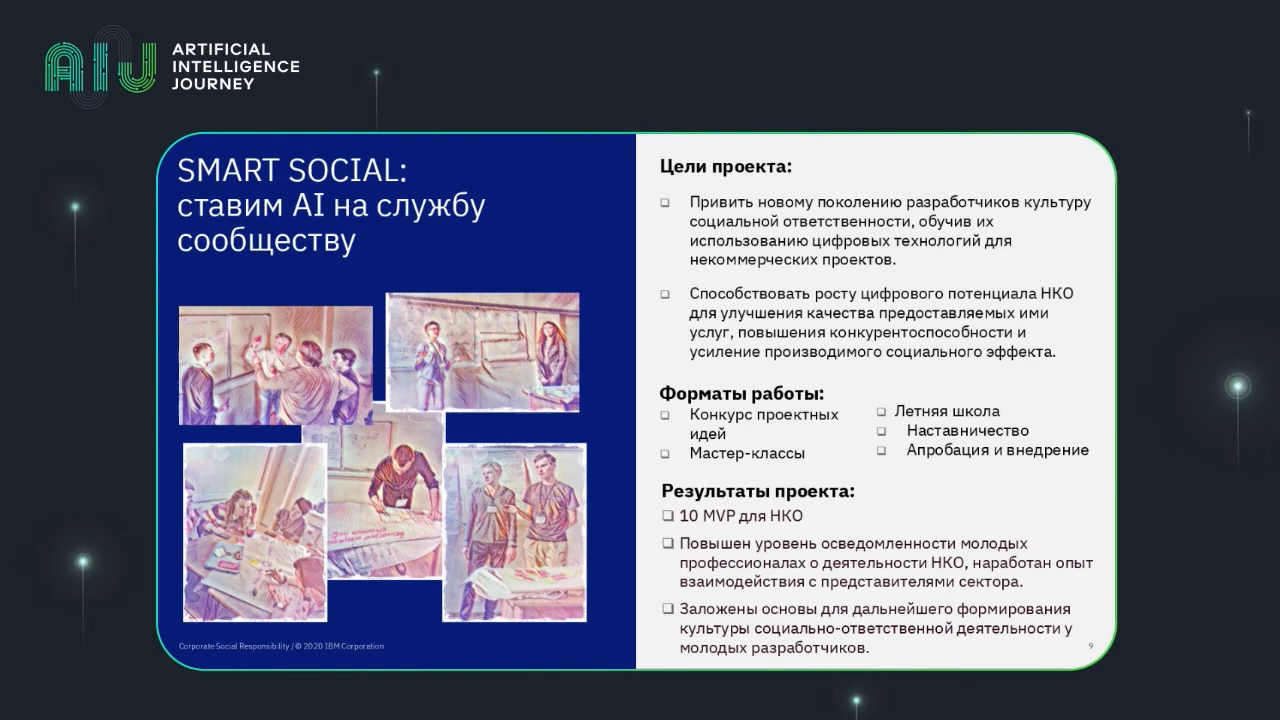 ARTIFICIAL
INTELLIGENCE
JOURNEY
SMART SOCIAL:
ставим AI на службу
сообществу
Corporate Social Responsibility / © 2020 IBM Corporation
Цели проекта:
Привить новому поколению разработчиков культуру
социальной ответственности, обучив их
использованию цифровых технологий для
некоммерческих проектов.
Способствовать росту цифрового потенциала НКО
для улучшения качества предоставляемых ими
услуг, повышения конкурентоспособности и
усиление производимого социального эффекта.
Форматы работы:
Конкурс проектных
идей
Мастер-классы
Летняя школа
Наставничество
Апробация и внедрение
Результаты проекта:
10 MVP для НКО
Повышен уровень осведомленности молодых
профессионалах о деятельности НКО, наработан опыт
взаимодействия с представителями сектора.
Заложены основы для дальнейшего формирования
культуры социально-ответственной деятельности у
молодых разработчиков.
9